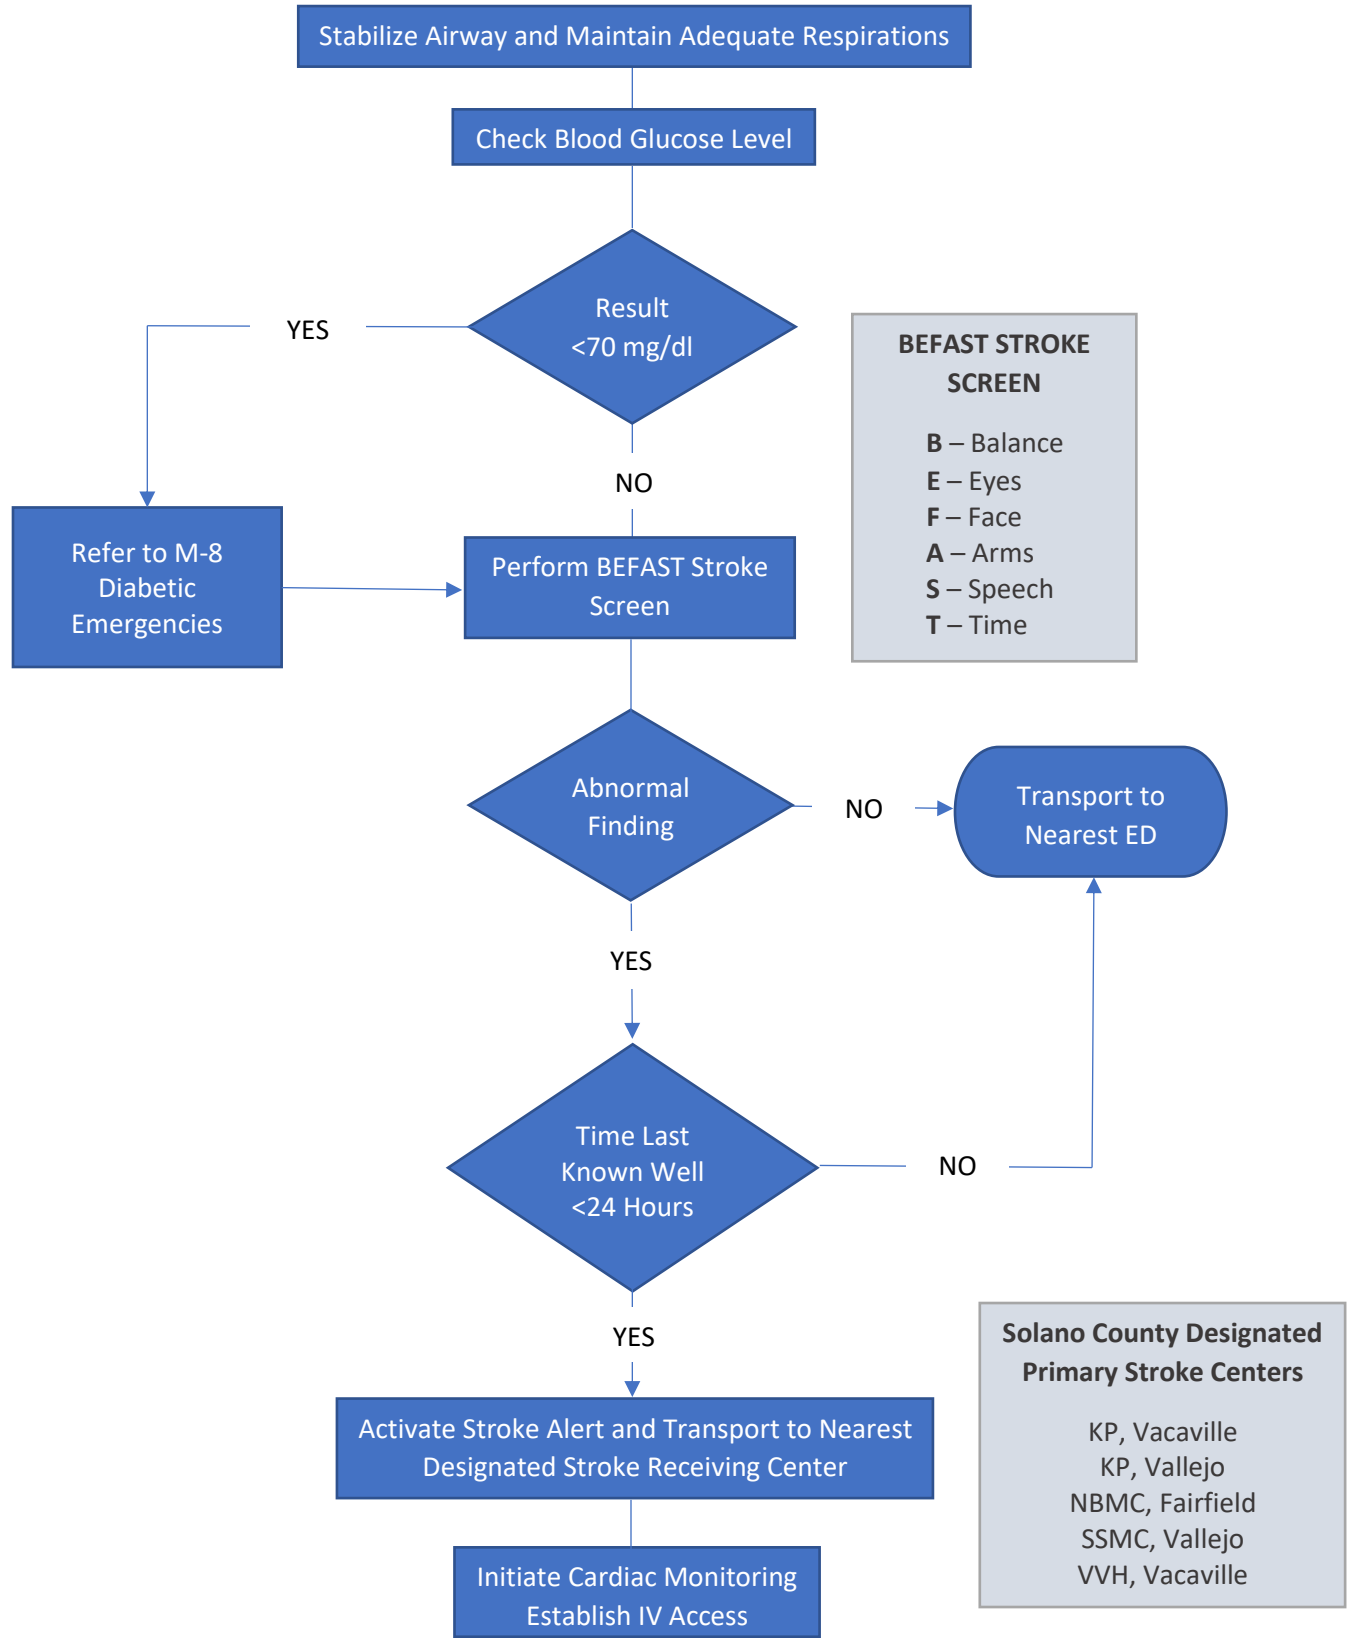 Stabilize Airway and Maintain Adequate Respirations
Check Blood Glucose Level
Result
<70 mg/dl
YES
NO
BEFAST STROKE
SCREEN
B – Balance
E – Eyes
F – Face
A – Arms
S – Speech
T – Time
Refer to M-8
Diabetic
Emergencies
Perform BEFAST Stroke
Screen
Abnormal
Finding
NO
Transport to
Nearest ED
YES
Time Last
Known Well
<24 Hours
NO
YES
Activate Stroke Alert and Transport to Nearest
Designated Stroke Receiving Center
Initiate Cardiac Monitoring
Establish IV Access
Solano County Designated
Primary Stroke Centers
KP, Vacaville
KP, Vallejo
NBMC, Fairfield
SSMC, Vallejo
VVH, Vacaville